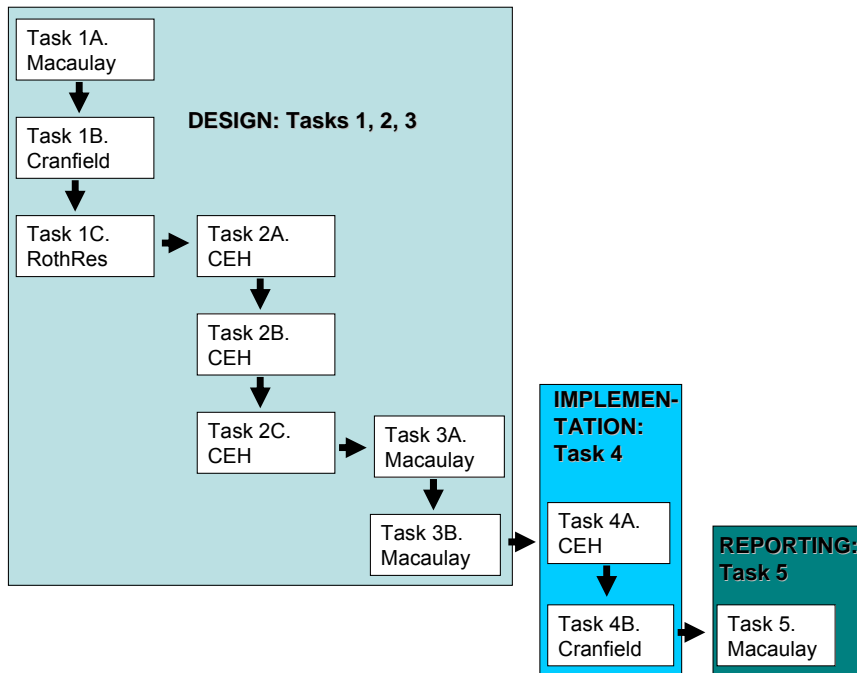 Task 1A.
Macaulay
DESIGN: Tasks 1, 2, 3
Task 1B.
Cranfield
Task 1C.
RothRes
Task 2A.
CEH
Task 2B.
CEH
Task 2C.
CEH
Task 3A.
Macaulay
Task 3B.
Macaulay
IMPLEMEN-
TATION:
Task 4
Task 4A.
CEH
Task 4B.
Cranfield
REPORTING:
Task 5
Task 5.
Macaulay